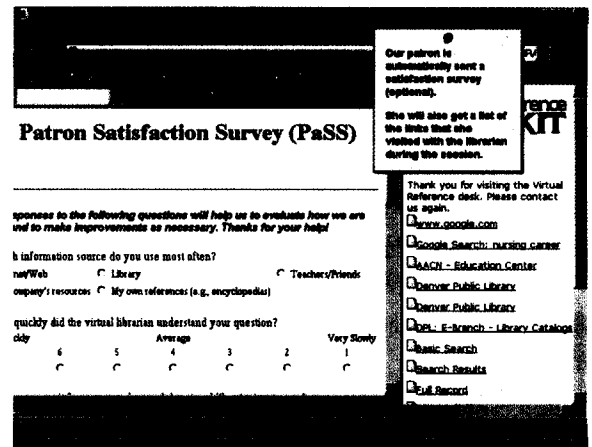 Our patron is
automatically sent a
satisfaction survey
(optional).
She will also get a list of
the links that she
visited with the librarian
during the session.
rence
KIT
Patron Satisfaction Survey (PaSS)
sponses to the following questions will help us to evaluate how we are
and to make improvements as necessary. Thanks for your help!
h information source do you use most often?
net/Web Library Teachers/Friends
ompany's resources My own references (e.g., encyclopedias)
quickly did the virtual librarian understand your question?
ckly Average Very Slowly
6 5 4 3 2 1
Thank you for visiting the Virtual
Reference desk. Please contact
us again.
www.google.com
Google Search: nursing career
AACN - Education Center
Denver Public Library
Denver Public Library
DPL: E-Branch - Library Catalogs
Basic Search
Search Results
Full Record